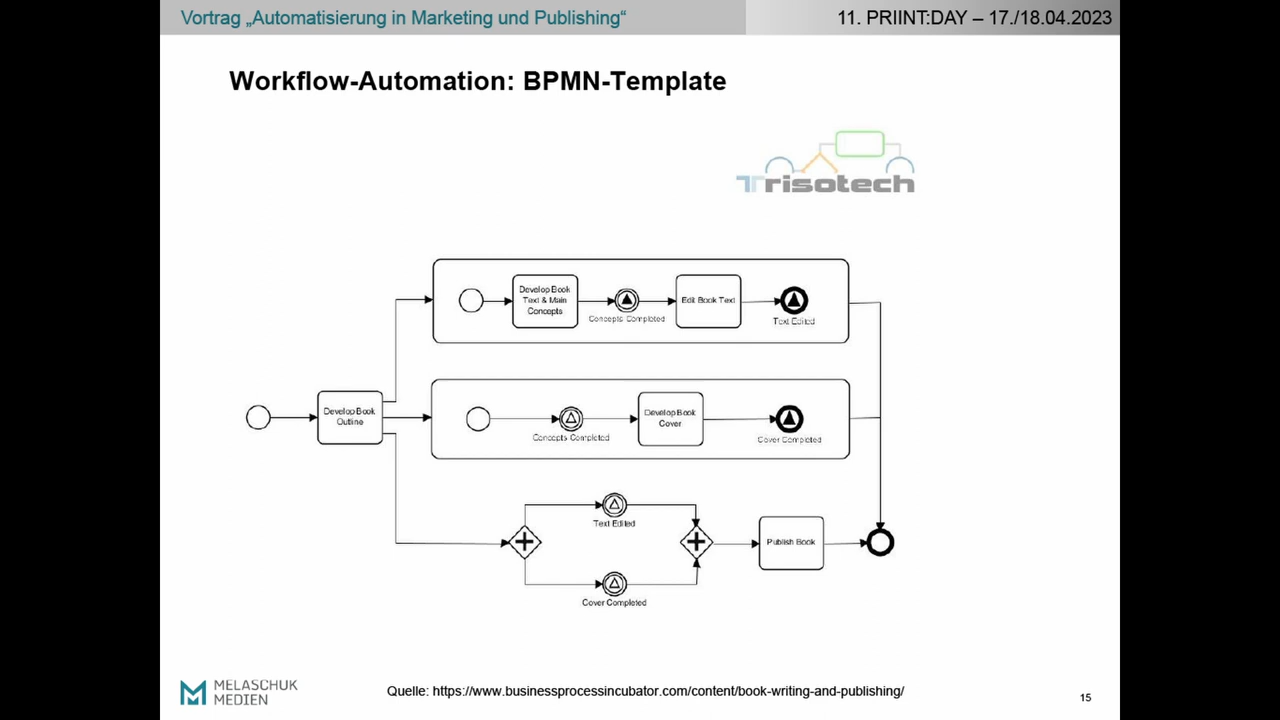 Vortrag „Automatisierung in Marketing und Publishing“
11. PRIINT:DAY – 17./18.04.2023
Workflow-Automation: BPMN-Template
Trisotech
Develop Book
Text & Main
Concepts
Concepts Completed
Edit Book Text
Text Edited
Develop Book
Outline
Concepts Completed
Develop Book
Cover
Cover Completed
Text Edited
Publish Book
Cover Completed
MELASCHUK
MEDIEN
Quelle: https://www.businessprocessincubator.com/content/book-writing-and-publishing/
15